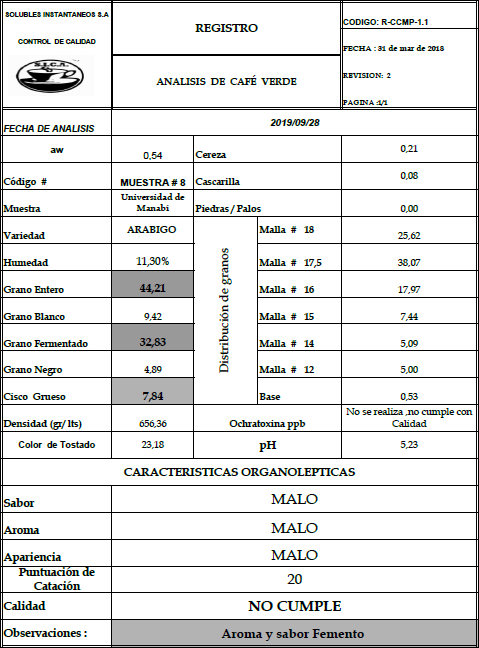 SOLUBLES INSTANTANEOS S.A
CONTROL DE CALIDAD
S.I.C.A.
REGISTRO
ANALISIS DE CAFÉ VERDE
CODIGO: R-CCMP-1.1
FECHA : 31 de mar de 2018
REVISION: 2
PAGINA :1/1
FECHA DE ANALISIS 2019/09/28
aw 0,54 Cereza 0,21
Código # MUESTRA # 8 Cascarilla 0,08
Muestra Universidad de Manabí Piedras / Palos 0,00
Distribución de granos
Variedad ARABIGO Malla # 18 25,62
Humedad 11,30% Malla # 17,5 38,07
Grano Entero 44,21 Malla # 16 17,97
Grano Blanco 9,42 Malla # 15 7,44
Grano Fermentado 32,83 Malla # 14 5,09
Grano Negro 4,89 Malla # 12 5,00
Cisco Grueso 7,84 Base 0,53
Densidad (gr/ lts) 656,36 Ochratoxina ppb No se realiza ,no cumple con Calidad
Color de Tostado 23,18 pH 5,23
CARACTERISTICAS ORGANOLEPTICAS
Sabor MALO
Aroma MALO
Apariencia MALO
Puntuación de Catación 20
Calidad NO CUMPLE
Observaciones : Aroma y sabor Femento